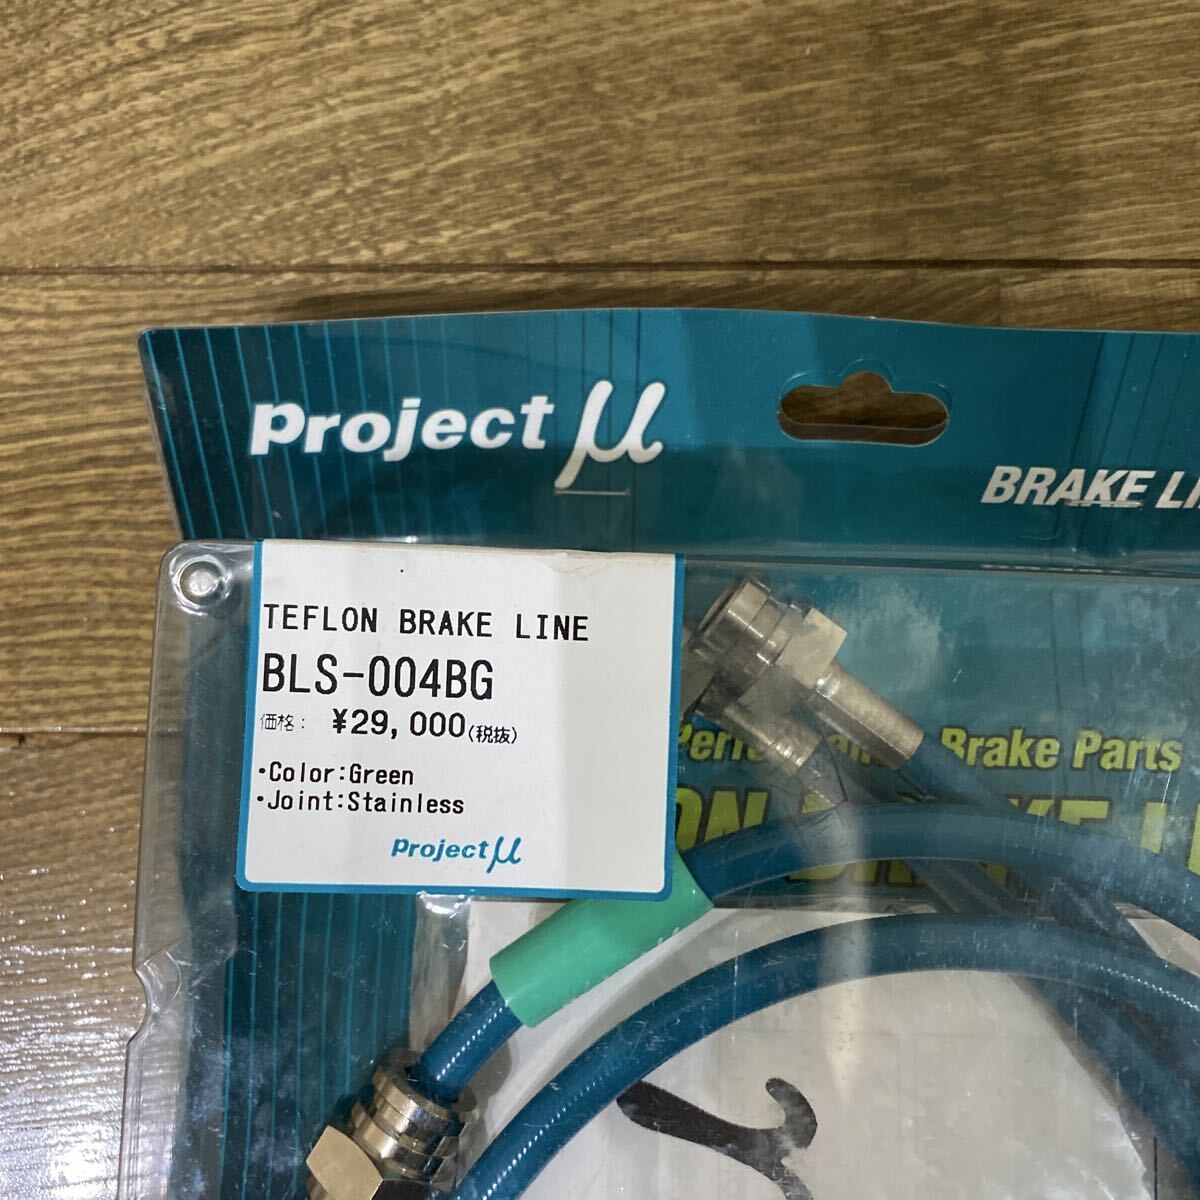 Project μ
BRAKE LI
TEFLON BRAKE LINE
BLS-004BG
価格: ¥29,000(税抜)
・Color:Green
・Joint:Stainless
Project μ
Brake Parts